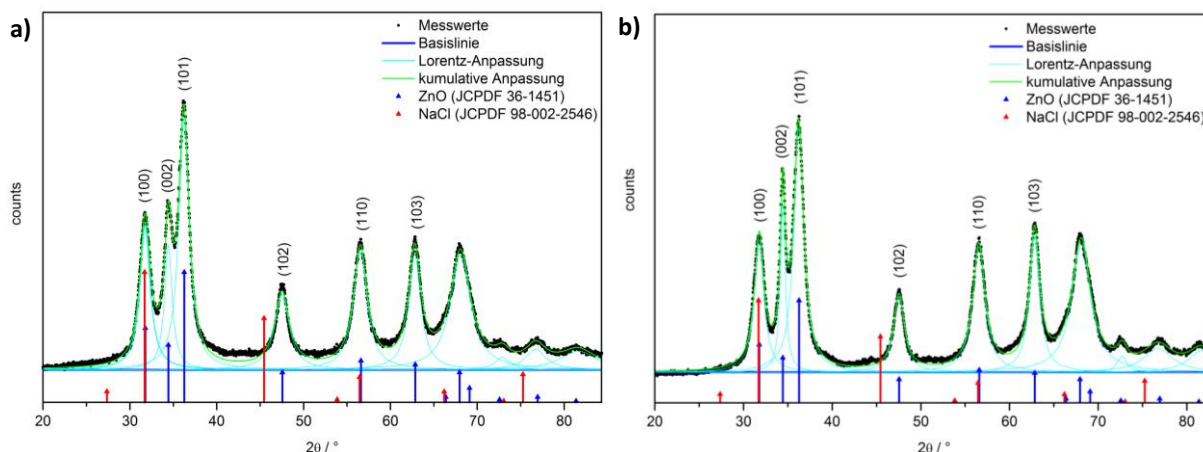 a)
Messwerte
Basislinie
Lorentz-Anpassung
kumulative Anpassung
ZnO (JCPDF 36-1451)
NaCl (JCPDF 98-002-2546)
(100)
(002)
(101)
(102)
(110)
(103)
counts
20 30 40 50 60 70 80
2θ / °
b)
Messwerte
Basislinie
Lorentz-Anpassung
kumulative Anpassung
ZnO (JCPDF 36-1451)
NaCl (JCPDF 98-002-2546)
(100)
(002)
(101)
(102)
(110)
(103)
counts
20 30 40 50 60 70 80
2θ / °